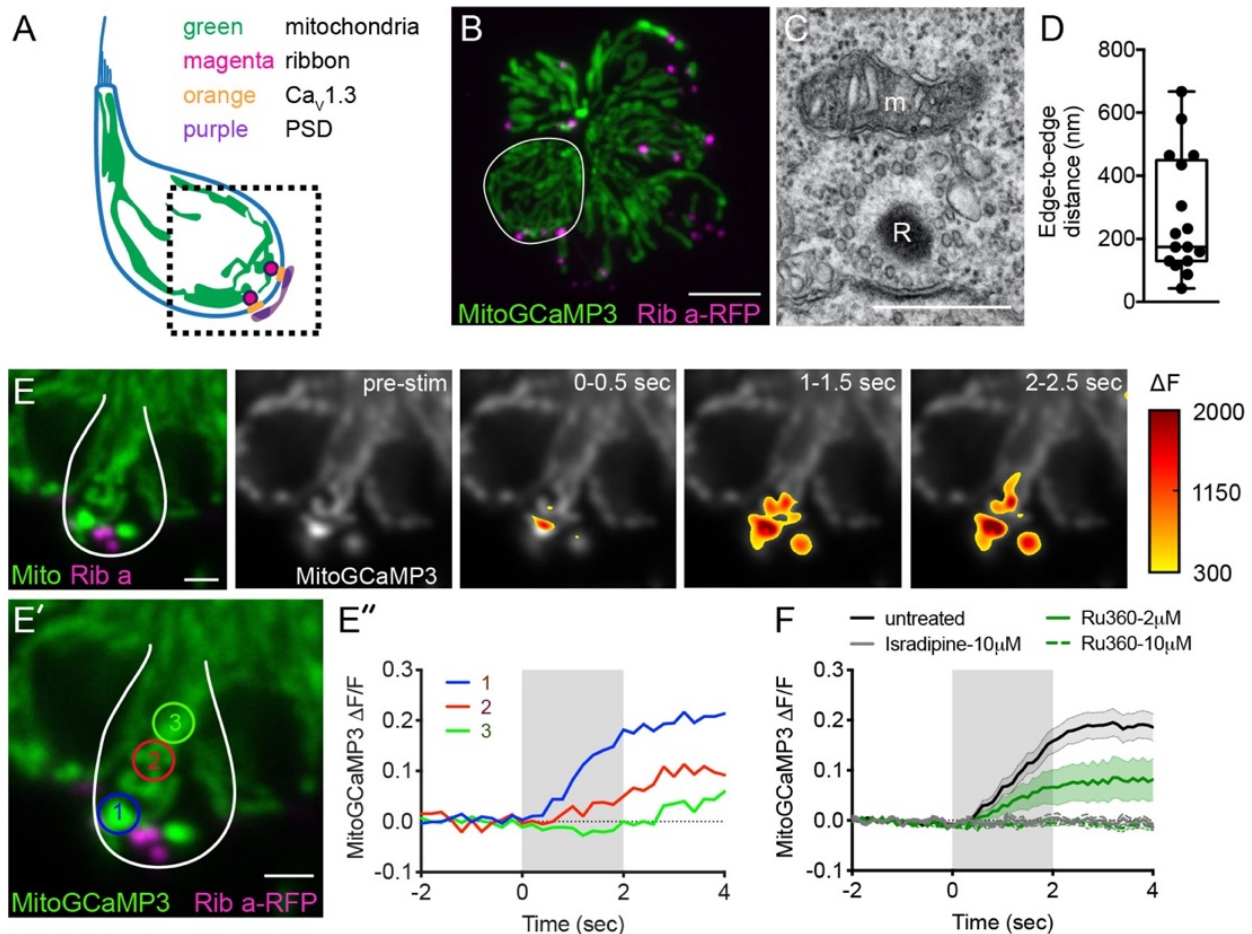 A
green mitochondria
magenta ribbon
orange CaV1.3
purple PSD
B
MitoGCaMP3 Rib a-RFP
C
m
R
D
Edge-to-edge
distance (nm)
800
600
400
200
0
E
Mito Rib a
pre-stim
MitoGCaMP3
0-0.5 sec
1-1.5 sec
2-2.5 sec
ΔF
2000
1150
300
E′
3
2
1
MitoGCaMP3 Rib a-RFP
E″
MitoGCaMP3 ΔF/F
0.3
0.2
0.1
0.0
-0.1
1
2
3
-2 0 2 4
Time (sec)
F
untreated
Isradipine-10μM
Ru360-2μM
Ru360-10μM
MitoGCaMP3 ΔF/F
0.3
0.2
0.1
0.0
-0.1
-2 0 2 4
Time (sec)